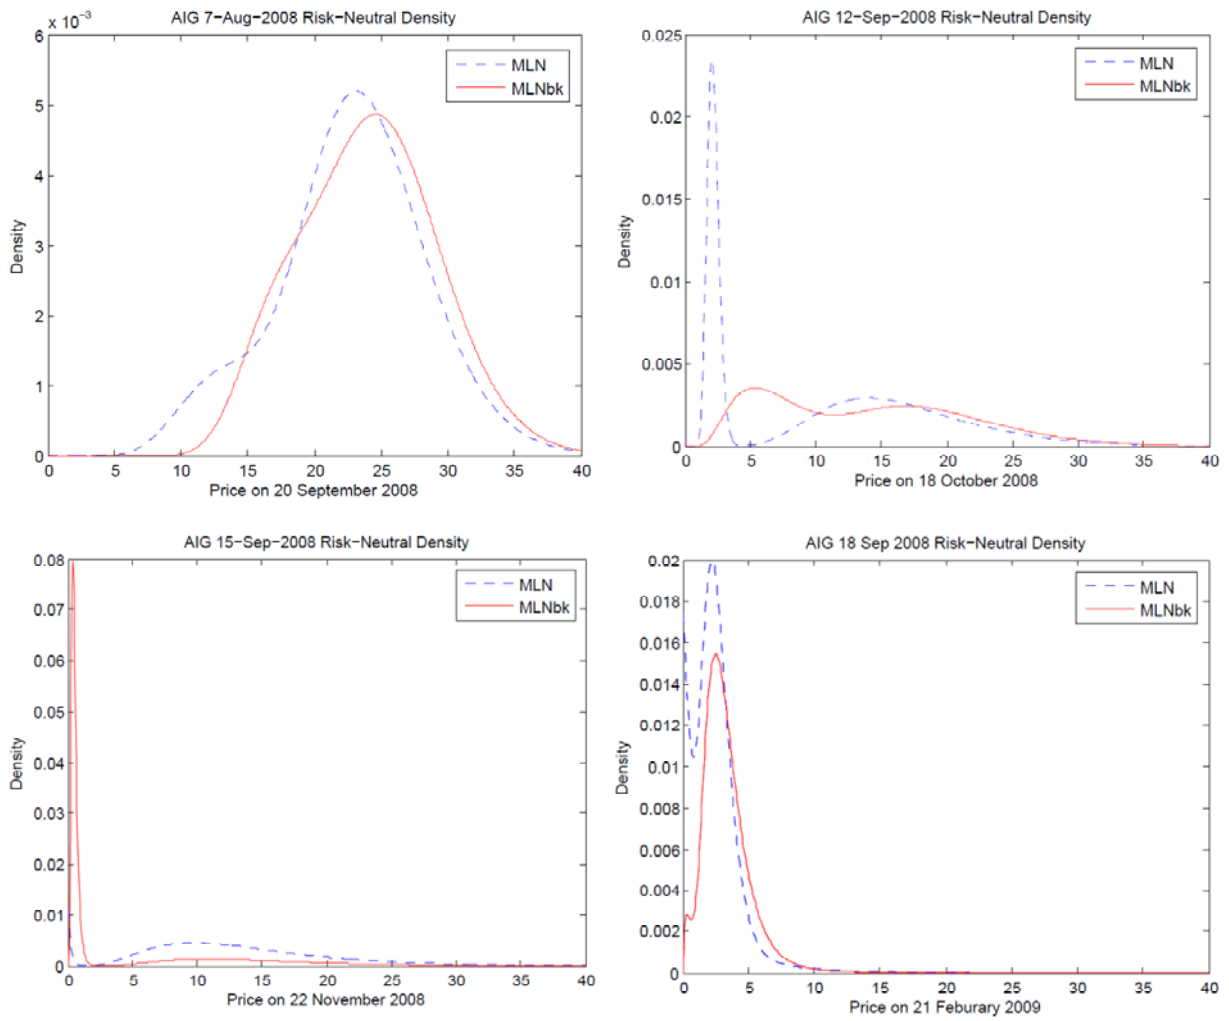 AIG 7-Aug-2008 Risk-Neutral Density
x 10⁻³
6
5
4
3
2
1
0
Density
MLN
MLNbk
0 5 10 15 20 25 30 35 40
Price on 20 September 2008
AIG 12-Sep-2008 Risk-Neutral Density
0.025
0.02
0.015
0.01
0.005
0
Density
MLN
MLNbk
0 5 10 15 20 25 30 35 40
Price on 18 October 2008
AIG 15-Sep-2008 Risk-Neutral Density
0.08
0.07
0.06
0.05
0.04
0.03
0.02
0.01
0
Density
MLN
MLNbk
0 5 10 15 20 25 30 35 40
Price on 22 November 2008
AIG 18 Sep 2008 Risk-Neutral Density
0.02
0.018
0.016
0.014
0.012
0.01
0.008
0.006
0.004
0.002
0
Density
MLN
MLNbk
0 5 10 15 20 25 30 35 40
Price on 21 Feburary 2009